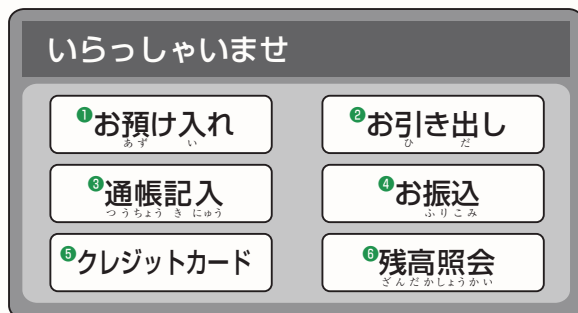 いらっしゃいませ
❶お預け入れ
あず い
❷お引き出し
ひ だ
❸通帳記入
つうちょう き にゅう
❹お振込
ふりこみ
❺クレジットカード
❻残高照会
ざんだかしょうかい